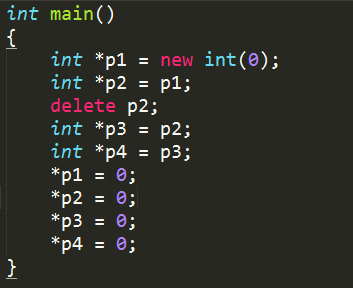 int main()
{
    int *p1 = new int(0);
    int *p2 = p1;
    delete p2;
    int *p3 = p2;
    int *p4 = p3;
    *p1 = 0;
    *p2 = 0;
    *p3 = 0;
    *p4 = 0;
}